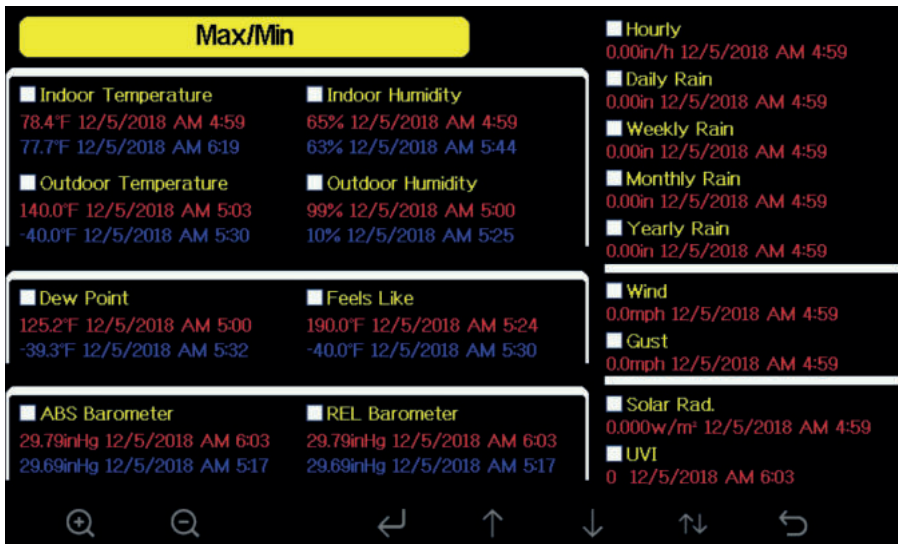 Max/Min
Indoor Temperature
78.4°F 12/5/2018 AM 4:59
77.7°F 12/5/2018 AM 6:19
Indoor Humidity
65% 12/5/2018 AM 4:59
63% 12/5/2018 AM 5:44
Outdoor Temperature
140.0°F 12/5/2018 AM 5:03
-40.0°F 12/5/2018 AM 5:30
Outdoor Humidity
99% 12/5/2018 AM 5:00
10% 12/5/2018 AM 5:25
Dew Point
125.2°F 12/5/2018 AM 5:00
-39.3°F 12/5/2018 AM 5:32
Feels Like
190.0°F 12/5/2018 AM 5:24
-40.0°F 12/5/2018 AM 5:30
ABS Barometer
29.79inHg 12/5/2018 AM 6:03
29.69inHg 12/5/2018 AM 5:17
REL Barometer
29.79inHg 12/5/2018 AM 6:03
29.69inHg 12/5/2018 AM 5:17
Hourly
0.00in/h 12/5/2018 AM 4:59
Daily Rain
0.00in 12/5/2018 AM 4:59
Weekly Rain
0.00in 12/5/2018 AM 4:59
Monthly Rain
0.00in 12/5/2018 AM 4:59
Yearly Rain
0.00in 12/5/2018 AM 4:59
Wind
0.0mph 12/5/2018 AM 4:59
Gust
0.0mph 12/5/2018 AM 4:59
Solar Rad.
0.000w/m² 12/5/2018 AM 4:59
UVI
0 12/5/2018 AM 6:03